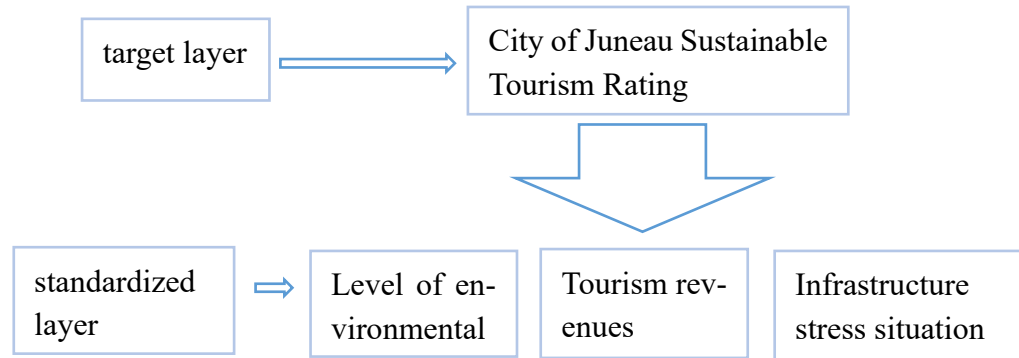 target layer
City of Juneau Sustainable
Tourism Rating
standardized
layer
Level of en-
vironmental
Tourism rev-
enues
Infrastructure
stress situation